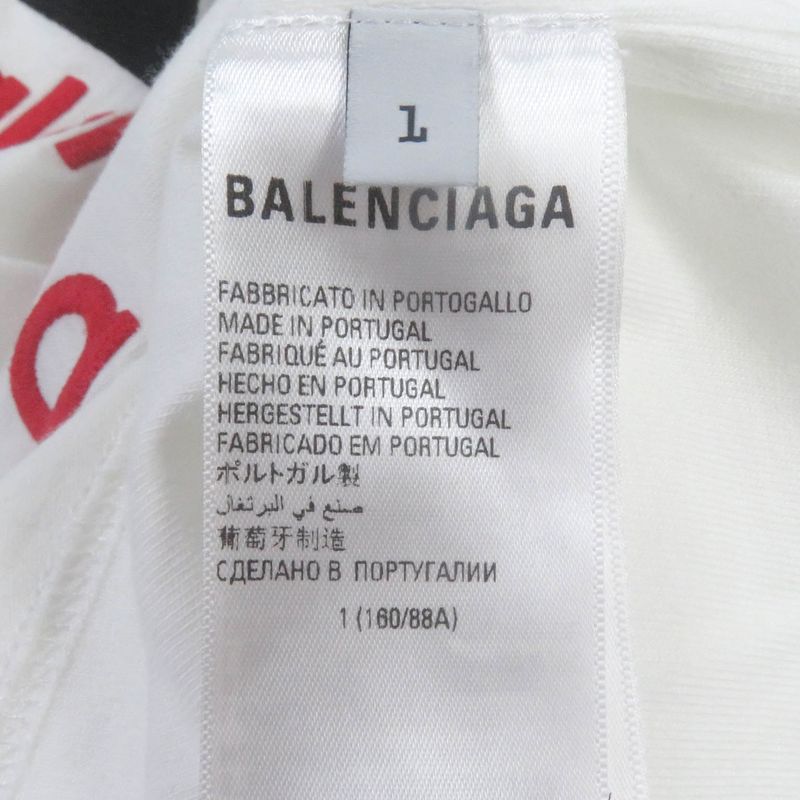 1
BALENCIAGA
FABBRICATO IN PORTOGALLO
MADE IN PORTUGAL
FABRIQUÉ AU PORTUGAL
HECHO EN PORTUGAL
HERGESTELLT IN PORTUGAL
FABRICADO EM PORTUGAL
ポルトガル製
صنع في البرتغال
葡萄牙制造
СДЕЛАНО В ПОРТУГАЛИИ
1 (160/88A)